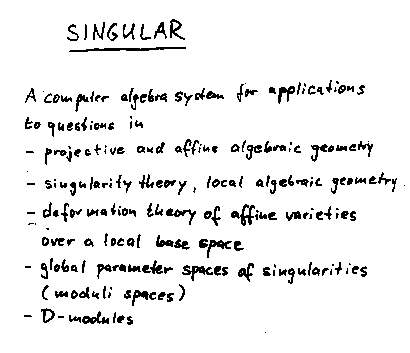 SINGULAR
A computer algebra system for applications
to questions in
- projective and affine algebraic geometry
- singularity theory, local algebraic geometry
- deformation theory of affine varieties
over a local base space
- global parameter spaces of singularities
(moduli spaces)
- D-modules